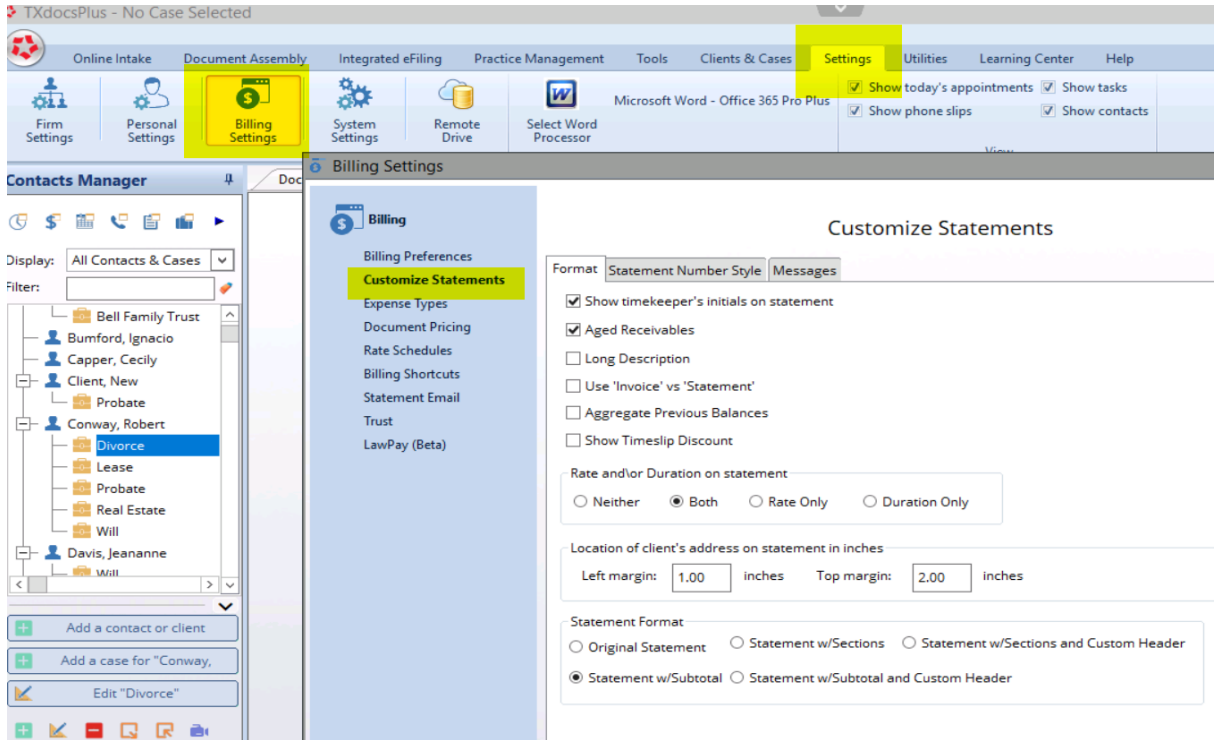 TXdocsPlus - No Case Selected
Online Intake Document Assembly Integrated eFiling Practice Management Tools Clients & Cases Settings Utilities Learning Center Help
Firm Settings
Personal Settings
Billing Settings
System Settings
Remote Drive
Select Word Processor
Microsoft Word - Office 365 Pro Plus
Show today's appointments Show tasks
Show phone slips Show contacts
View
Contacts Manager
Display: All Contacts & Cases
Filter:
Bell Family Trust
Bumford, Ignacio
Capper, Cecily
Client, New
Probate
Conway, Robert
Divorce
Lease
Probate
Real Estate
Will
Davis, Jeananne
Will
Add a contact or client
Add a case for "Conway,
Edit "Divorce"
Doc
Billing Settings
Billing
Billing Preferences
Customize Statements
Expense Types
Document Pricing
Rate Schedules
Billing Shortcuts
Statement Email
Trust
LawPay (Beta)
Customize Statements
Format Statement Number Style Messages
Show timekeeper's initials on statement
Aged Receivables
Long Description
Use 'Invoice' vs 'Statement'
Aggregate Previous Balances
Show Timeslip Discount
Rate and\or Duration on statement
Neither Both Rate Only Duration Only
Location of client's address on statement in inches
Left margin: 1.00 inches Top margin: 2.00 inches
Statement Format
Original Statement Statement w/Sections Statement w/Sections and Custom Header
Statement w/Subtotal Statement w/Subtotal and Custom Header